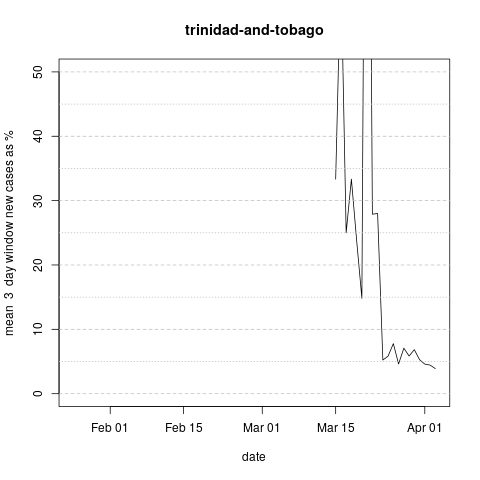 trinidad-and-tobago
mean 3 day window new cases as %
50
40
30
20
10
0
Feb 01 Feb 15 Mar 01 Mar 15 Apr 01
date